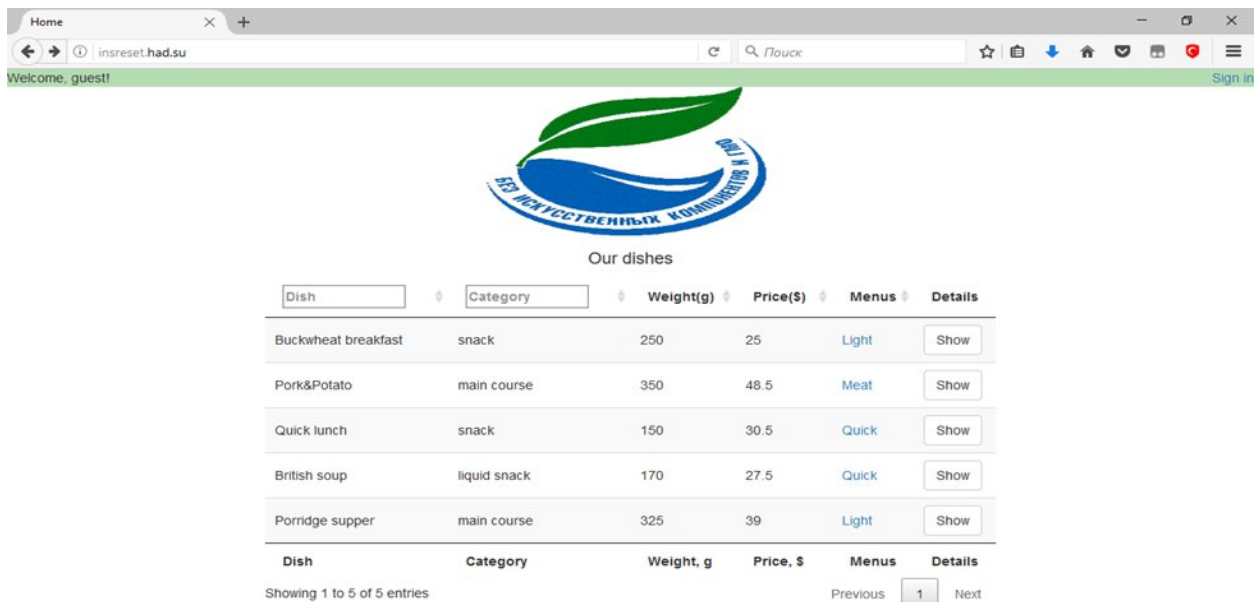 Home
insreset.had.su
Поиск
Welcome, guest! Sign in
БЕЗ ИСКУССТВЕННЫХ КОМПОНЕНТОВ И ГМО
Our dishes
Dish Category Weight(g) Price($) Menus Details
Buckwheat breakfast snack 250 25 Light Show
Pork&Potato main course 350 48.5 Meat Show
Quick lunch snack 150 30.5 Quick Show
British soup liquid snack 170 27.5 Quick Show
Porridge supper main course 325 39 Light Show
Dish Category Weight, g Price, $ Menus Details
Showing 1 to 5 of 5 entries Previous 1 Next